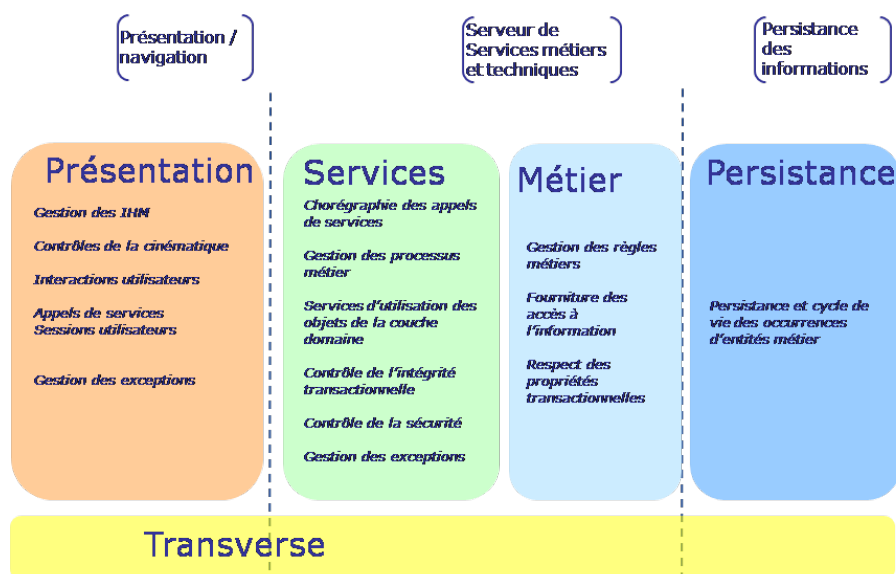 Présentation /
navigation
Serveur de
Services métiers
et techniques
Persistance
des
informations
Présentation
Gestion des IHM
Contrôles de la cinématique
Interactions utilisateurs
Appels de services
Sessions utilisateurs
Gestion des exceptions
Services
Chorégraphie des appels
de services
Gestion des processus
métier
Services d'utilisation des
objets de la couche
domaine
Contrôle de l'intégrité
transactionnelle
Contrôle de la sécurité
Gestion des exceptions
Métier
Gestion des règles
métiers
Fourniture des
accès à
l'information
Respect des
propriétés
transactionnelles
Persistance
Persistance et cycle de
vie des occurrences
d'entités métier
Transverse